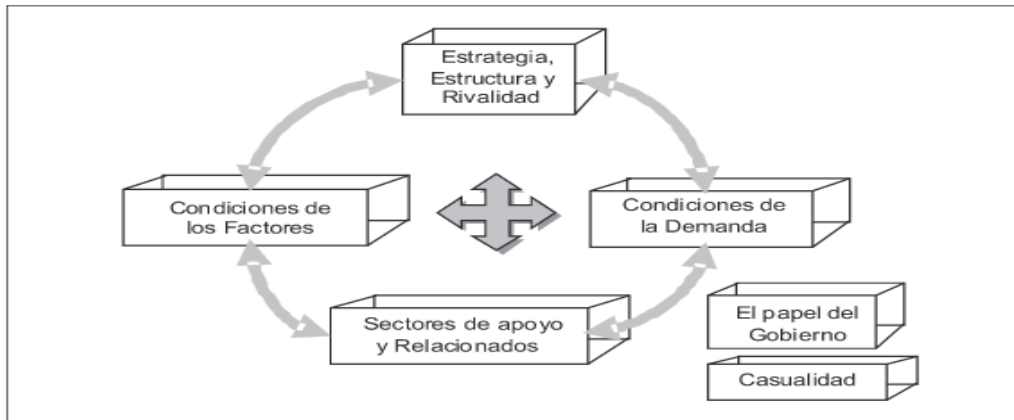 Estrategia,
Estructura y
Rivalidad
Condiciones de
los Factores
Condiciones de
la Demanda
Sectores de apoyo
y Relacionados
El papel del
Gobierno
Casualidad